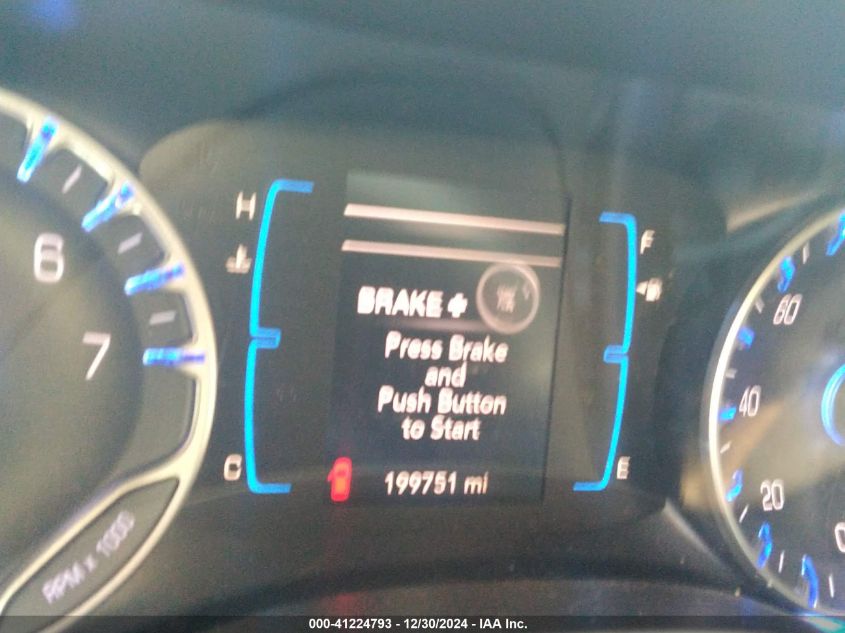 6
7
RPM x 1000
H
C
BRAKE +
Press Brake
and
Push Button
to Start
199751 mi
F
E
60
40
20
0
000-41224793 - 12/30/2024 - IAA Inc.